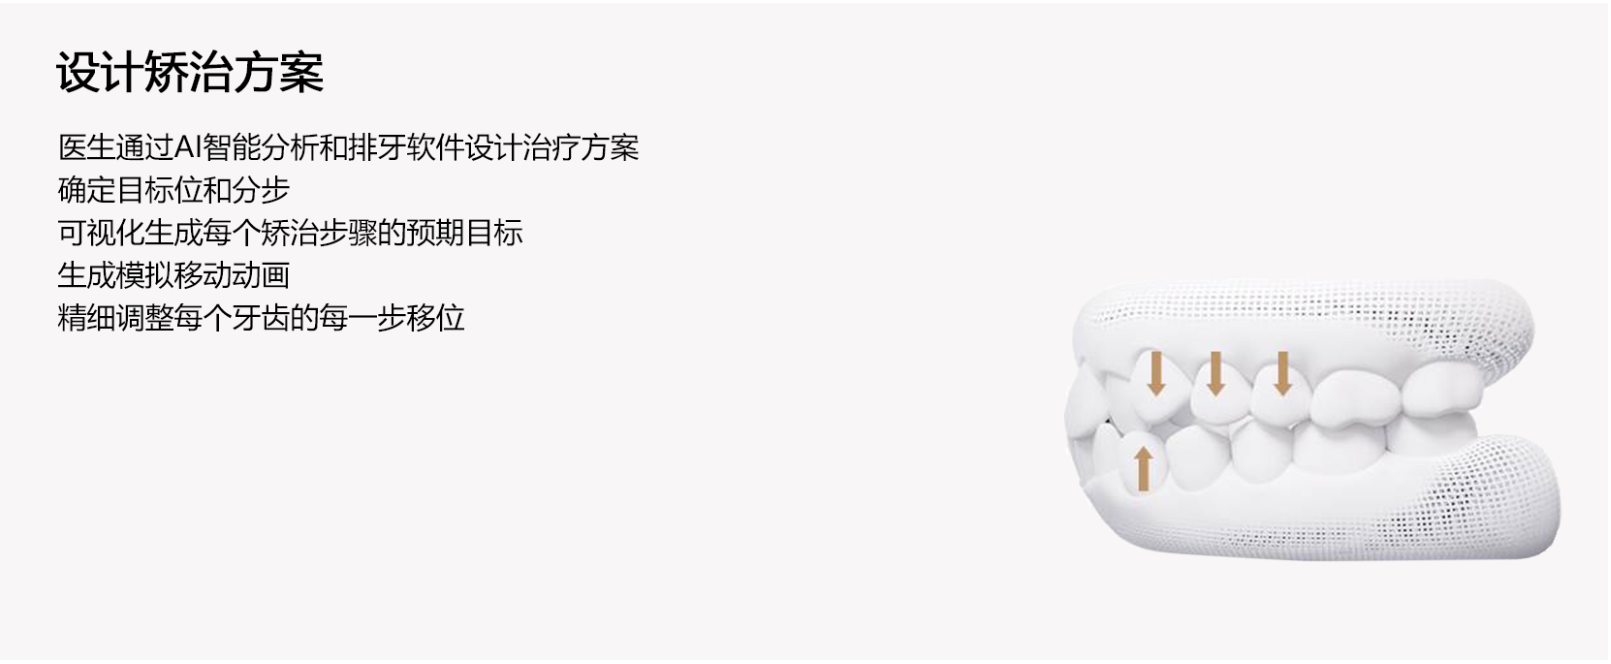 设计矫治方案
医生通过AI智能分析和排牙软件设计治疗方案
确定目标位和分步
可视化生成每个矫治步骤的预期目标
生成模拟移动动画
精细调整每个牙齿的每一步移位